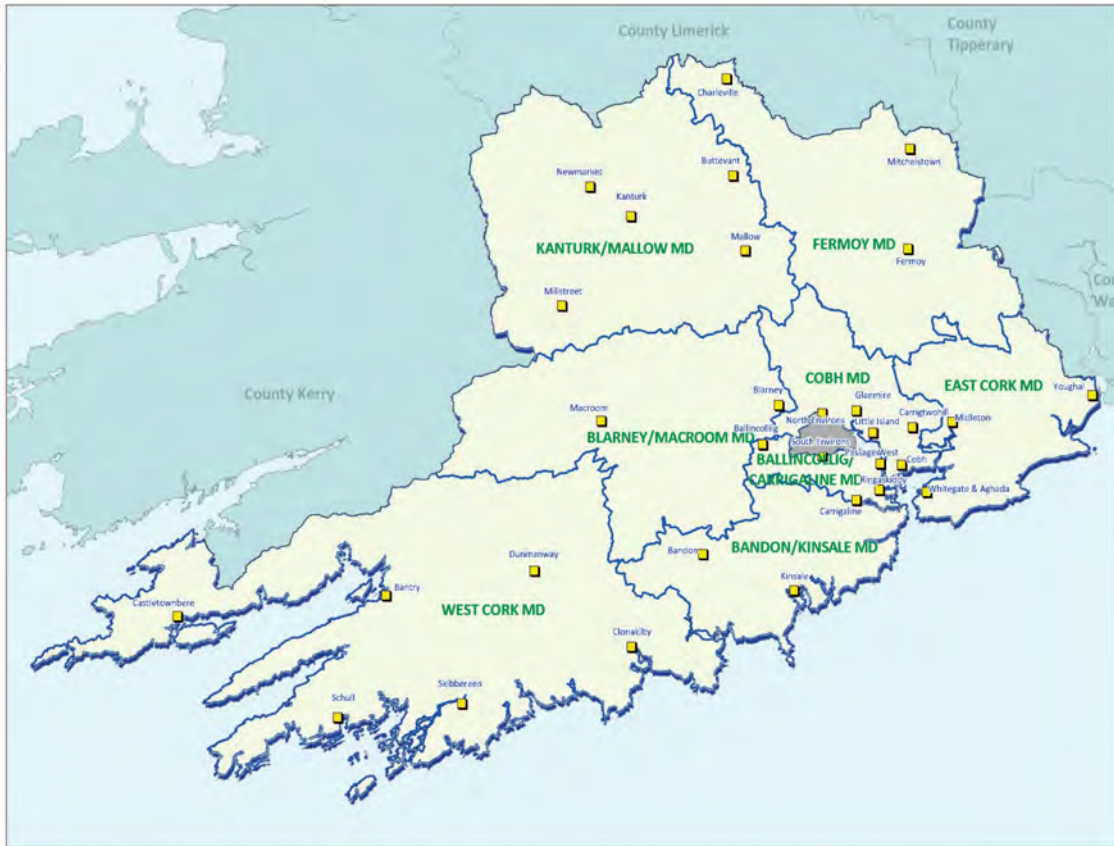 County Limerick
County
Tipperary
Charleville
Mitchelstown
Buttevant
Newmarket
Kanturk
KANTURK/MALLOW MD
Mallow
FERMOY MD
Fermoy
Millstreet
Cou
We
COBH MD
EAST CORK MD
Youghal
County Kerry
Blarney
Glanmire
Macroom
North Environs
Little Island
Carrigtwohill
Midleton
BLARNEY/MACROOM MD
Ballincollig
South Environs
Passage West
Cobh
BALLINCOLLIG/
CARRIGALINE MD
Ringaskiddy
Whitegate & Aghada
Carrigaline
BANDON/KINSALE MD
Bandon
Dunmanway
Kinsale
Bantry
Castletownbere
WEST CORK MD
Clonakilty
Skibbereen
Schull